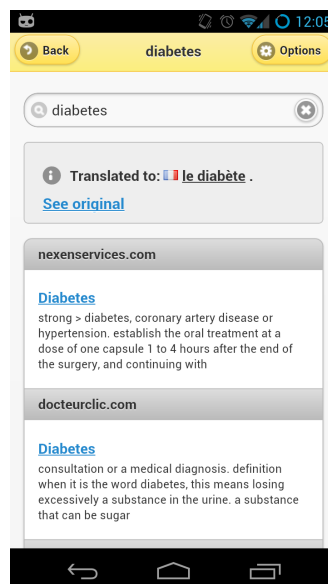 12:05
Back
diabetes
Options
diabetes
Translated to: le diabète .
See original
nexenservices.com
Diabetes
strong > diabetes, coronary artery disease or
hypertension. establish the oral treatment at a
dose of one capsule 1 to 4 hours after the end of
the surgery, and continuing with
docteurclic.com
Diabetes
consultation or a medical diagnosis. definition
when it is the word diabetes, this means losing
excessively a substance in the urine. a substance
that can be sugar